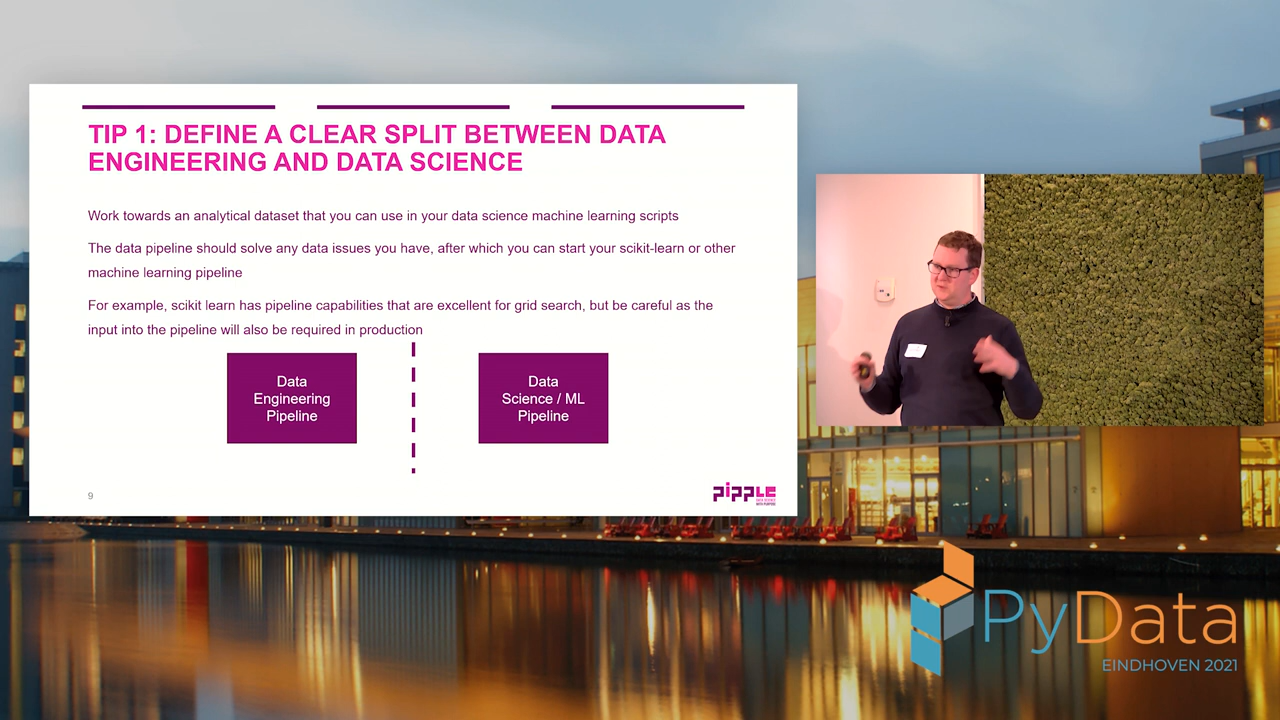 TIP 1: DEFINE A CLEAR SPLIT BETWEEN DATA
ENGINEERING AND DATA SCIENCE
Work towards an analytical dataset that you can use in your data science machine learning scripts
The data pipeline should solve any data issues you have, after which you can start your scikit-learn or other
machine learning pipeline
For example, scikit learn has pipeline capabilities that are excellent for grid search, but be careful as the
input into the pipeline will also be required in production
Data
Engineering
Pipeline
Data
Science / ML
Pipeline
9
pipple
DATA SCIENCE
WITH PURPOSE
PyData
EINDHOVEN 2021